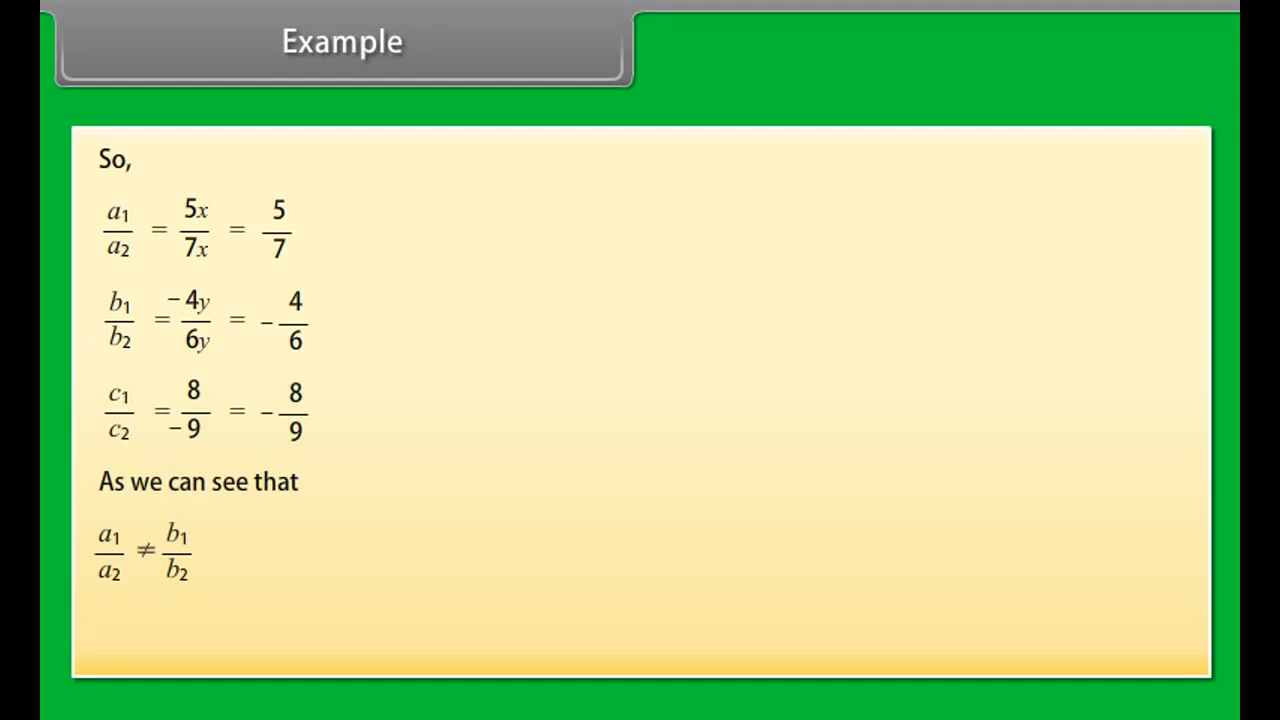 Example
So,
a1/a2 = 5x/7x = 5/7
b1/b2 = −4y/6y = −4/6
c1/c2 = 8/−9 = −8/9
As we can see that
a1/a2 ≠ b1/b2